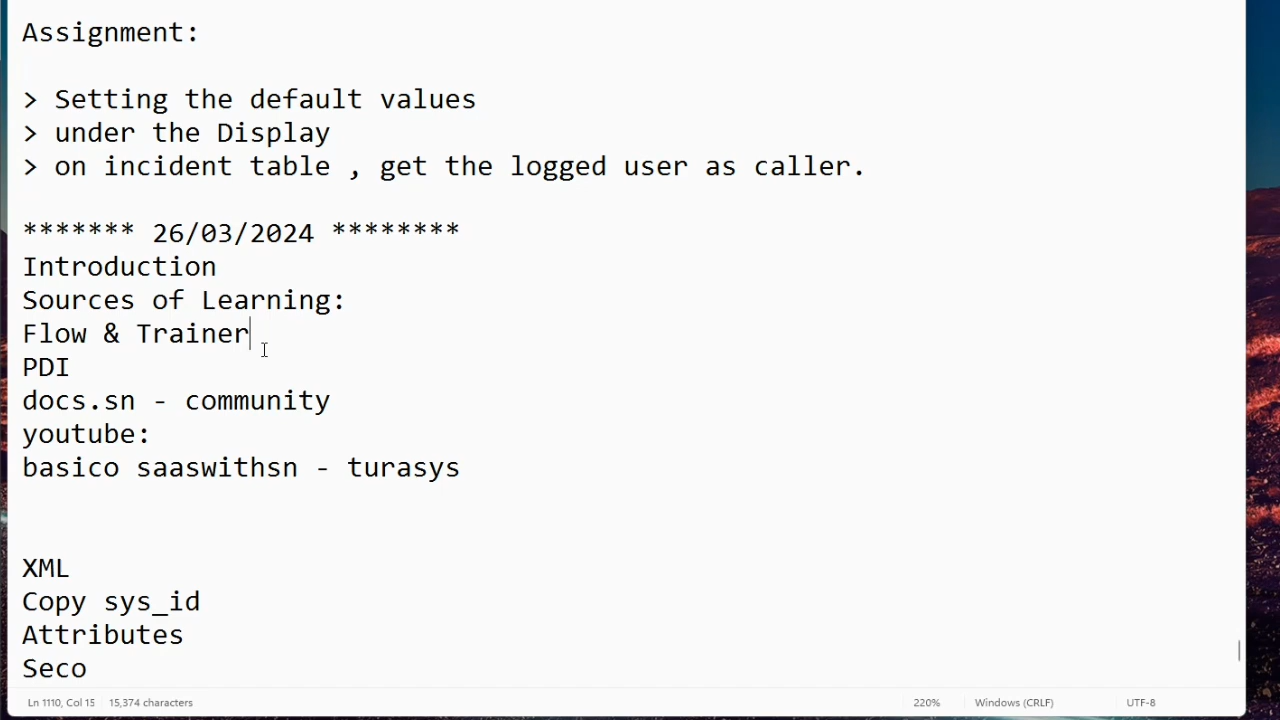 Assignment:
> Setting the default values
> under the Display
> on incident table , get the logged user as caller.
******* 26/03/2024 ********
Introduction
Sources of Learning:
Flow & Trainer
PDI
docs.sn - community
youtube:
basico saaswithsn - turasys
XML
Copy sys_id
Attributes
Seco
Ln 1110, Col 15 15,374 characters 220% Windows (CRLF) UTF-8